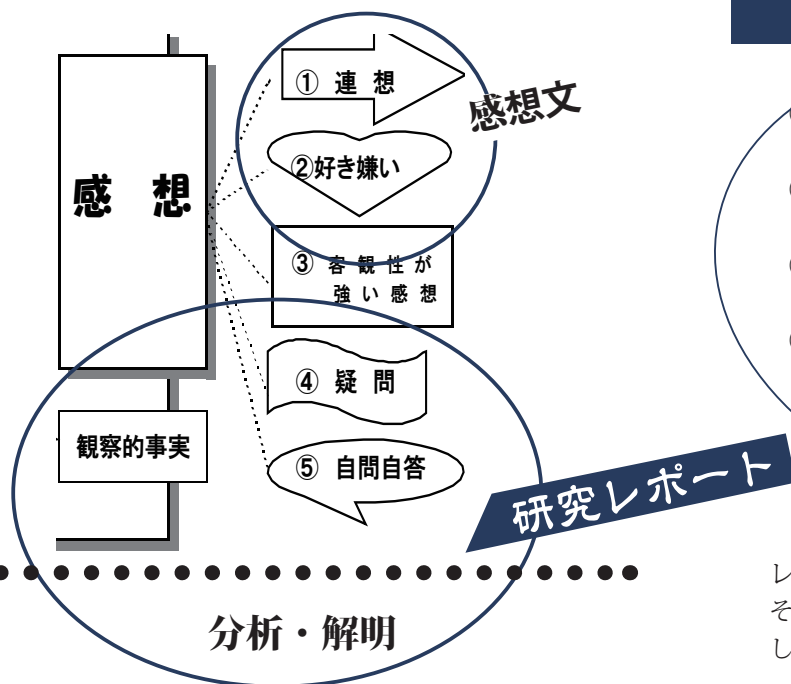 感 想
① 連 想
②好き嫌い
感想文
③ 客 観 性 が
強 い 感 想
④ 疑 問
⑤ 自問自答
観察的事実
研究レポート
分析・解明
レ
そ
し